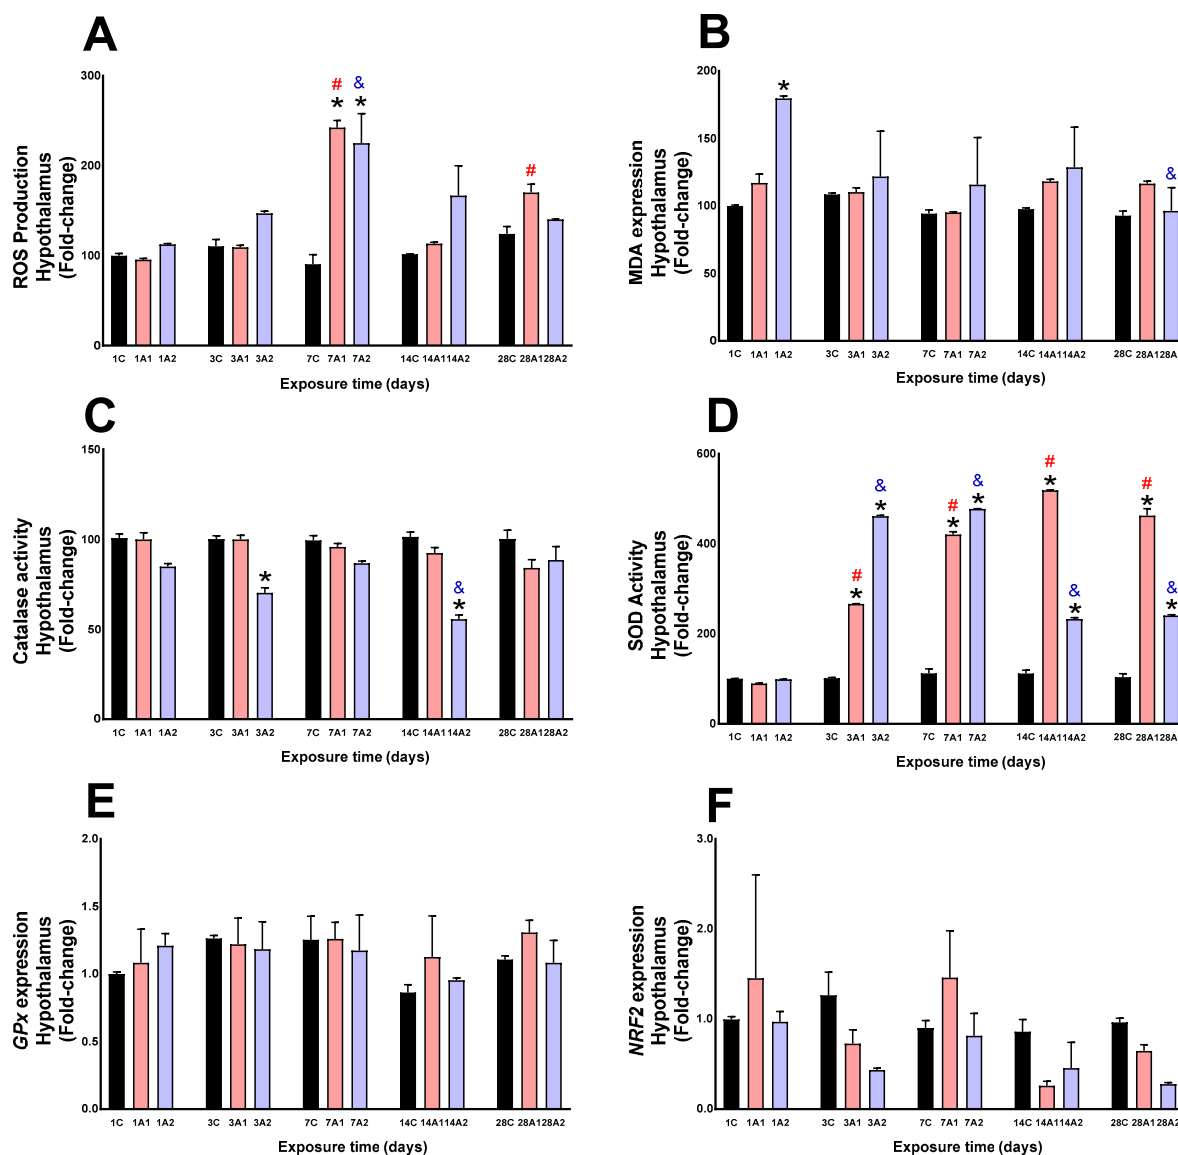 A
ROS Production
Hypothalamus
(Fold-change)
300
200
100
0
#
*
&
*
#
1C 1A1 1A2 3C 3A1 3A2 7C 7A1 7A2 14C 14A1 14A2 28C 28A1 28A2
Exposure time (days)
B
MDA expression
Hypothalamus
(Fold-change)
200
150
100
50
0
*
&
1C 1A1 1A2 3C 3A1 3A2 7C 7A1 7A2 14C 14A1 14A2 28C 28A1 28A2
Exposure time (days)
C
Catalase activity
Hypothalamus
(Fold-change)
150
100
50
0
*
&
*
1C 1A1 1A2 3C 3A1 3A2 7C 7A1 7A2 14C 14A1 14A2 28C 28A1 28A2
Exposure time (days)
D
SOD Activity
Hypothalamus
(Fold-change)
600
400
200
0
#
*
&
*
#
*
&
*
#
*
&
*
#
*
&
*
1C 1A1 1A2 3C 3A1 3A2 7C 7A1 7A2 14C 14A1 14A2 28C 28A1 28A
Exposure time (days)
E
GPx expression
Hypothalamus
(Fold-change)
2.0
1.5
1.0
0.5
0.0
1C 1A1 1A2 3C 3A1 3A2 7C 7A1 7A2 14C 14A1 14A2 28C 28A1 28A2
Exposure time (days)
F
NRF2 expression
Hypothalamus
(Fold-change)
3.0
2.0
1.0
0.0
1C 1A1 1A2 3C 3A1 3A2 7C 7A1 7A2 14C 14A1 14A2 28C 28A1 28A2
Exposure time (days)